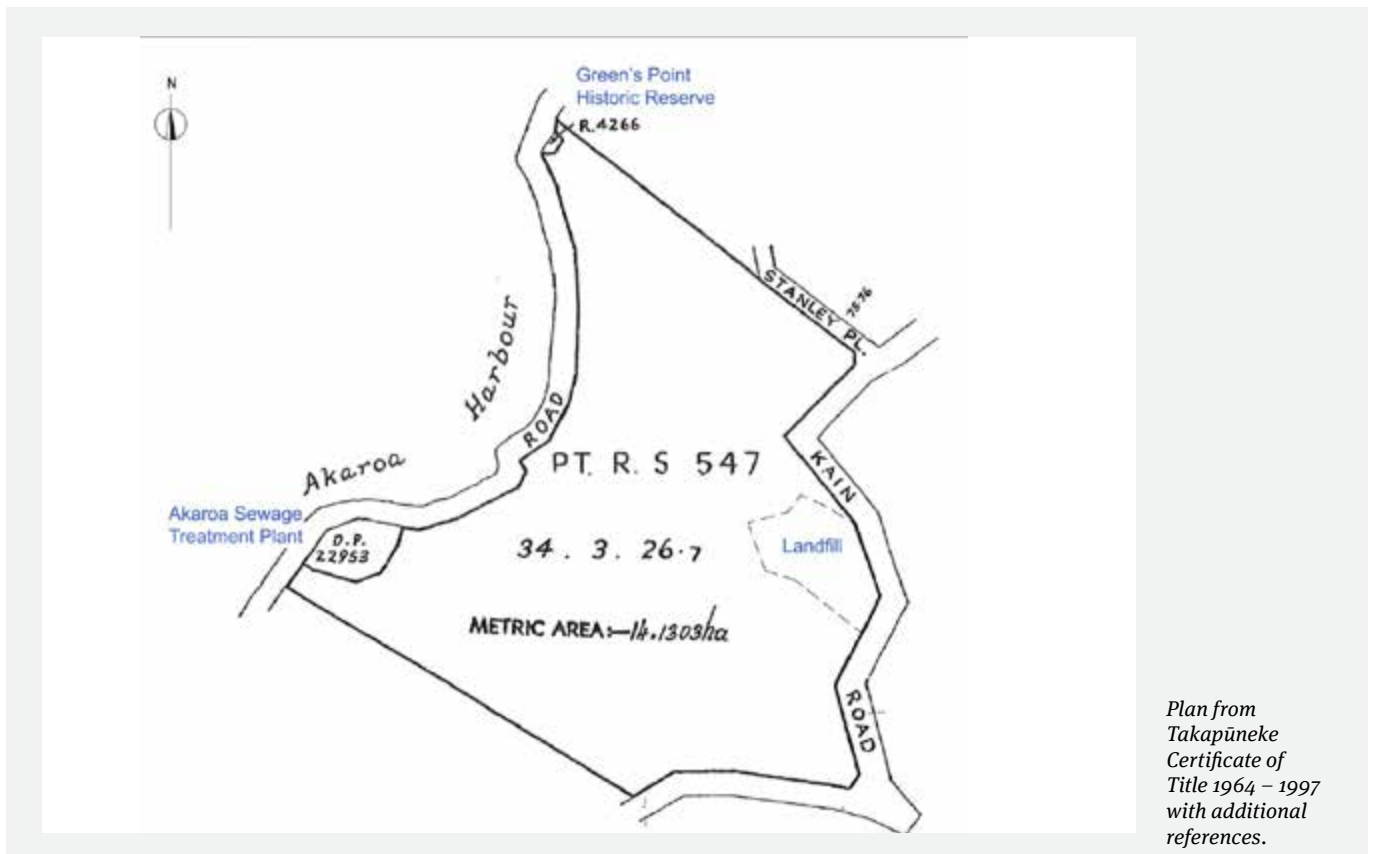 N
Green's Point
Historic Reserve
R.4266
STANLEY PL.
7576
Harbour
ROAD
Akaroa
PT. R. S 547
KAIN
Akaroa Sewage
Treatment Plant
D.P.
22953
34 . 3 . 26.7
Landfill
METRIC AREA:—14.1303ha
ROAD
Plan from
Takapūneke
Certificate of
Title 1964 – 1997
with additional
references.